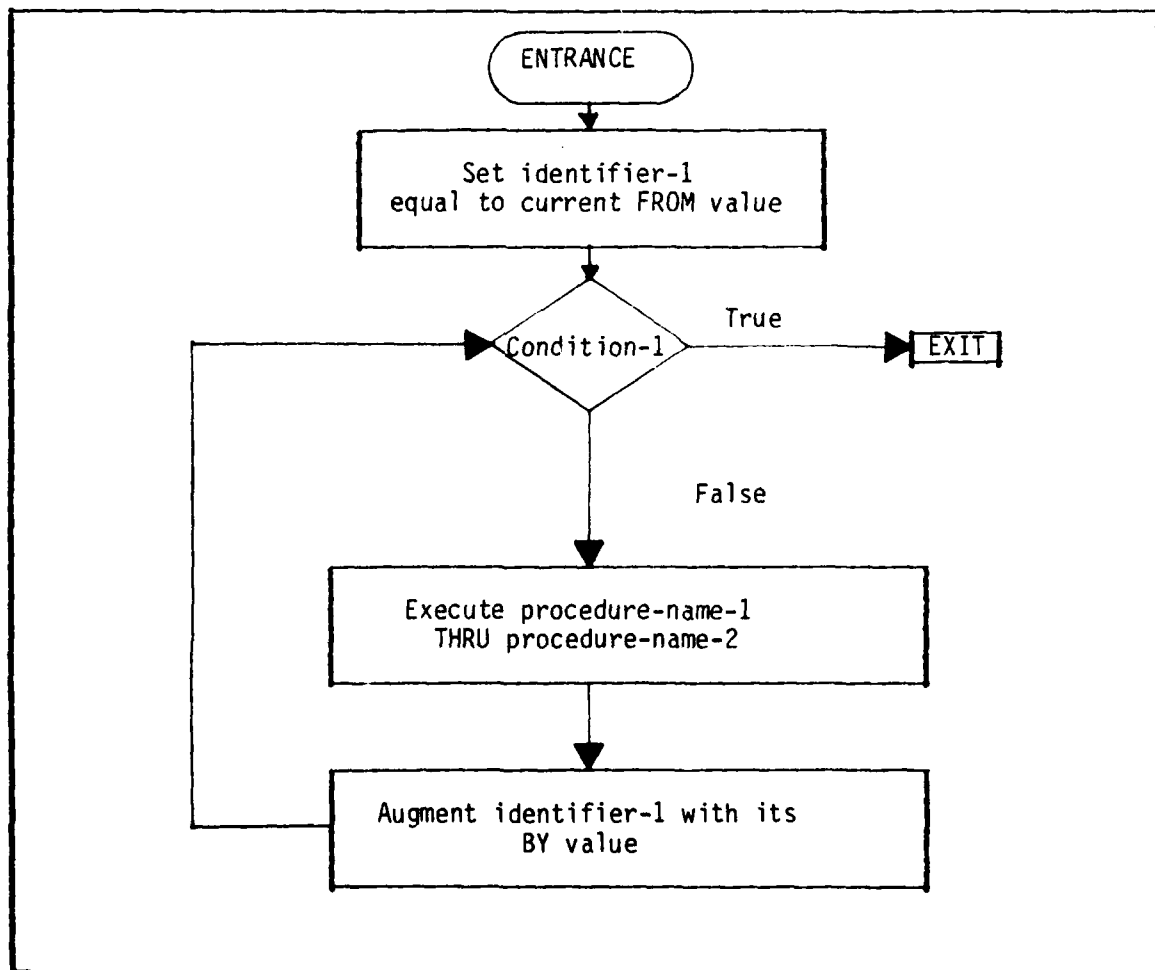 ENTRANCE
Set identifier-1
equal to current FROM value
Condition-1
True
EXIT
False
Execute procedure-name-1
THRU procedure-name-2
Augment identifier-1 with its
BY value